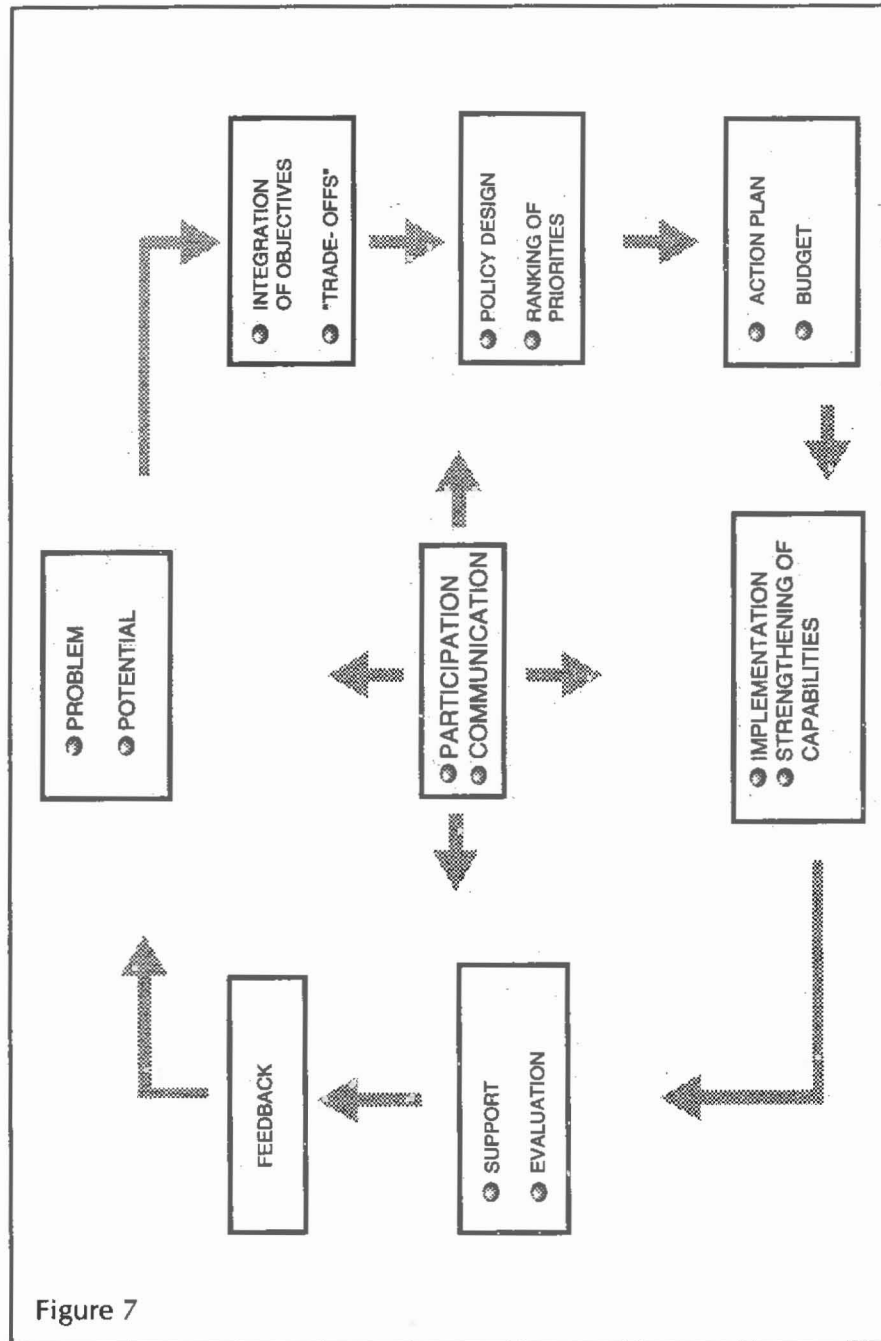 PROBLEM
POTENTIAL
INTEGRATION
OF OBJECTIVES
"TRADE- OFFS"
POLICY DESIGN
RANKING OF
PRIORITIES
ACTION PLAN
BUDGET
IMPLEMENTATION
STRENGTHENING OF
CAPABILITIES
SUPPORT
EVALUATION
FEEDBACK
PARTICIPATION
COMMUNICATION
Figure 7